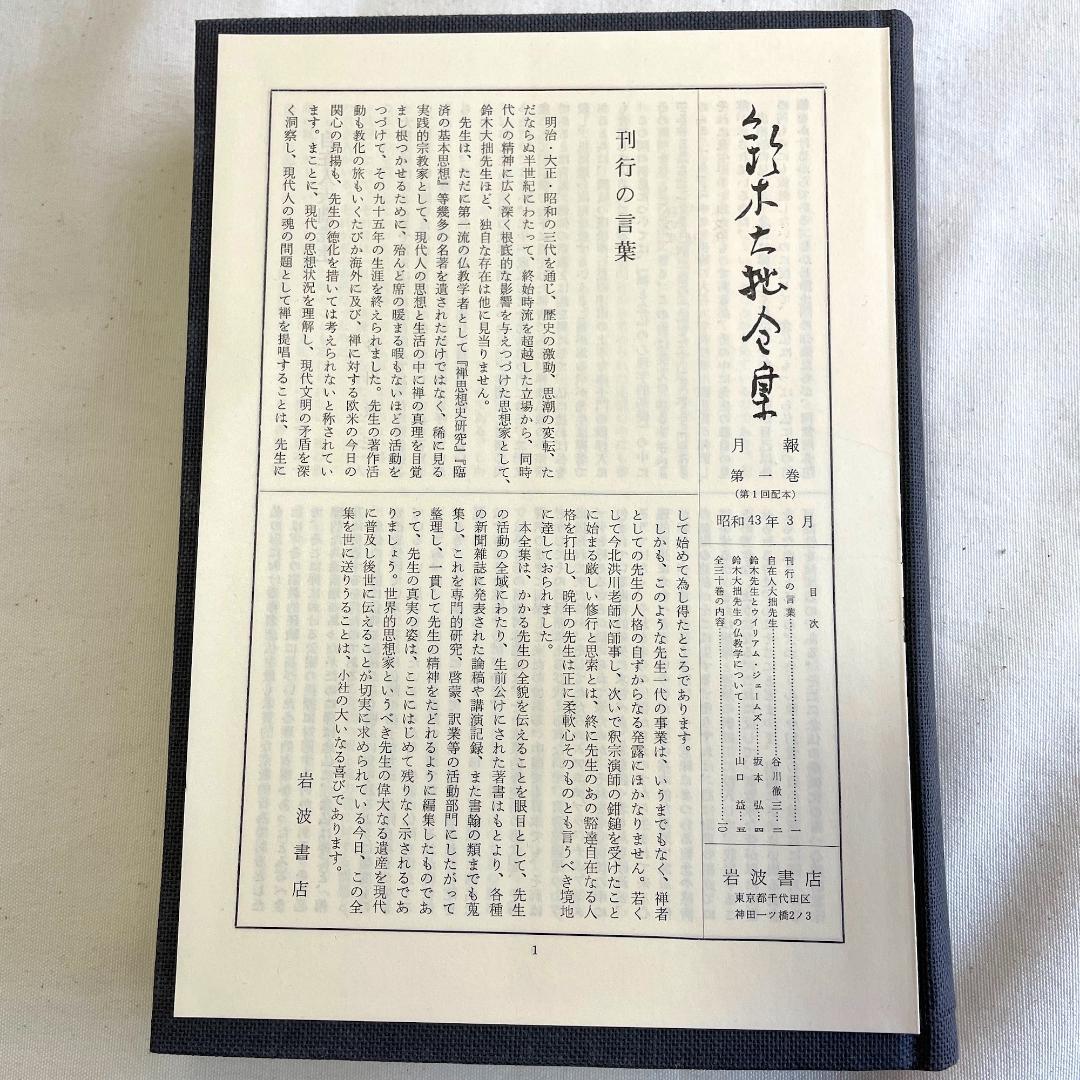 鈴木大拙全集
月報
第一巻
（第１回配本）
昭和43年3月
目次
刊行の言葉……………………一
自在人大拙先生……………谷川徹三…二
鈴木先生とウイリアム・ジェームズ……坂本弘…四
鈴木大拙先生の仏教学について………山口益…五
全三十巻の内容……………………一〇
岩波書店
東京都千代田区
神田一ツ橋2ノ3
刊行の言葉
明治・大正・昭和の三代を通じ、歴史の激動、思潮の変転、た
だならぬ半世紀にわたって、終始時流を超越した立場から、同時
代人の精神に広く深く根底的な影響を与えつづけた思想家として、
鈴木大拙先生ほど、独自な存在は他に見当りません。
先生は、ただに第一流の仏教学者として『禅思想史研究』『臨
済の基本思想』等幾多の名著を遺されただけではなく、稀に見る
実践的宗教家として、現代人の思想と生活の中に禅の真理を目覚
まし根つかせるために、殆んど席の暖まる暇もないほどの活動を
つづけて、その九十五年の生涯を終えられました。先生の著作活
動も教化の旅もいくたびか海外に及び、禅に対する欧米の今日の
関心の昂揚も、先生の徳化を措いては考えられないと称されてい
ます。まことに、現代の思想状況を理解し、現代文明の矛盾を深
く洞察し、現代人の魂の問題として禅を提唱することは、先生に
して始めて為し得たところであります。
しかも、このような先生一代の事業は、いうまでもなく、禅者
としての先生の人格の自ずからなる発露にほかなりません。若く
して今北洪川老師に師事し、次いで釈宗演師の鉗鎚を受けたこと
に始まる厳しい修行と思索とは、終に先生のあの豁達自在なる人
格を打出し、晩年の先生は正に柔軟心そのものとも言うべき境地
に達しておられました。
本全集は、かかる先生の全貌を伝えることを眼目として、先生
の活動の全域にわたり、生前公けにされた著書はもとより、各種
の新聞雑誌に発表された論稿や講演記録、また書翰の類までも蒐
集し、これを専門的研究、啓蒙、訳業等の活動部門にしたがって
整理し、一貫して先生の精神をたどれるように編集したものであ
って、先生の真実の姿は、ここにはじめて残りなく示されるであ
りましょう。世界的思想家というべき先生の偉大なる遺産を現代
に普及し後世に伝えることが切実に求められている今日、この全
集を世に送りうることは、小社の大いなる喜びであります。
岩波書店
1